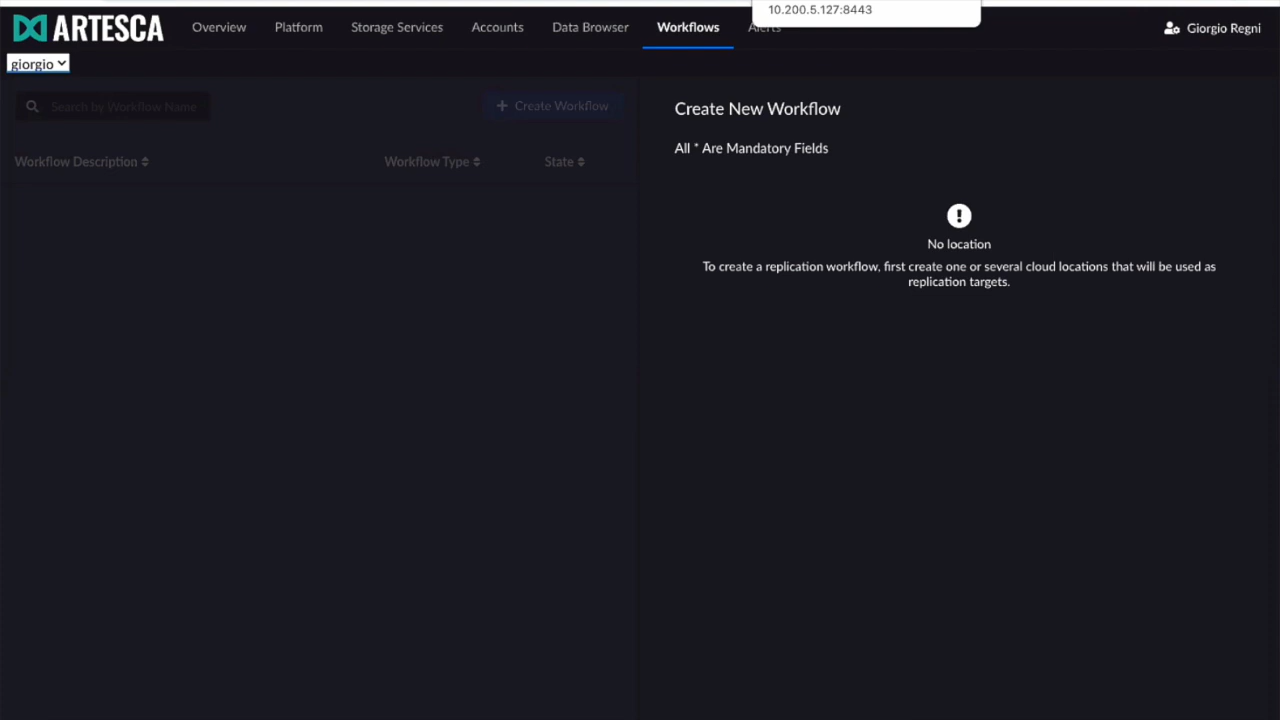 10.200.5.127:8443
ARTESCA Overview Platform Storage Services Accounts Data Browser Workflows Alerts Giorgio Regni
giorgio
Search by Workflow Name + Create Workflow
Workflow Description Workflow Type State
Create New Workflow
All * Are Mandatory Fields
No location
To create a replication workflow, first create one or several cloud locations that will be used as
replication targets.